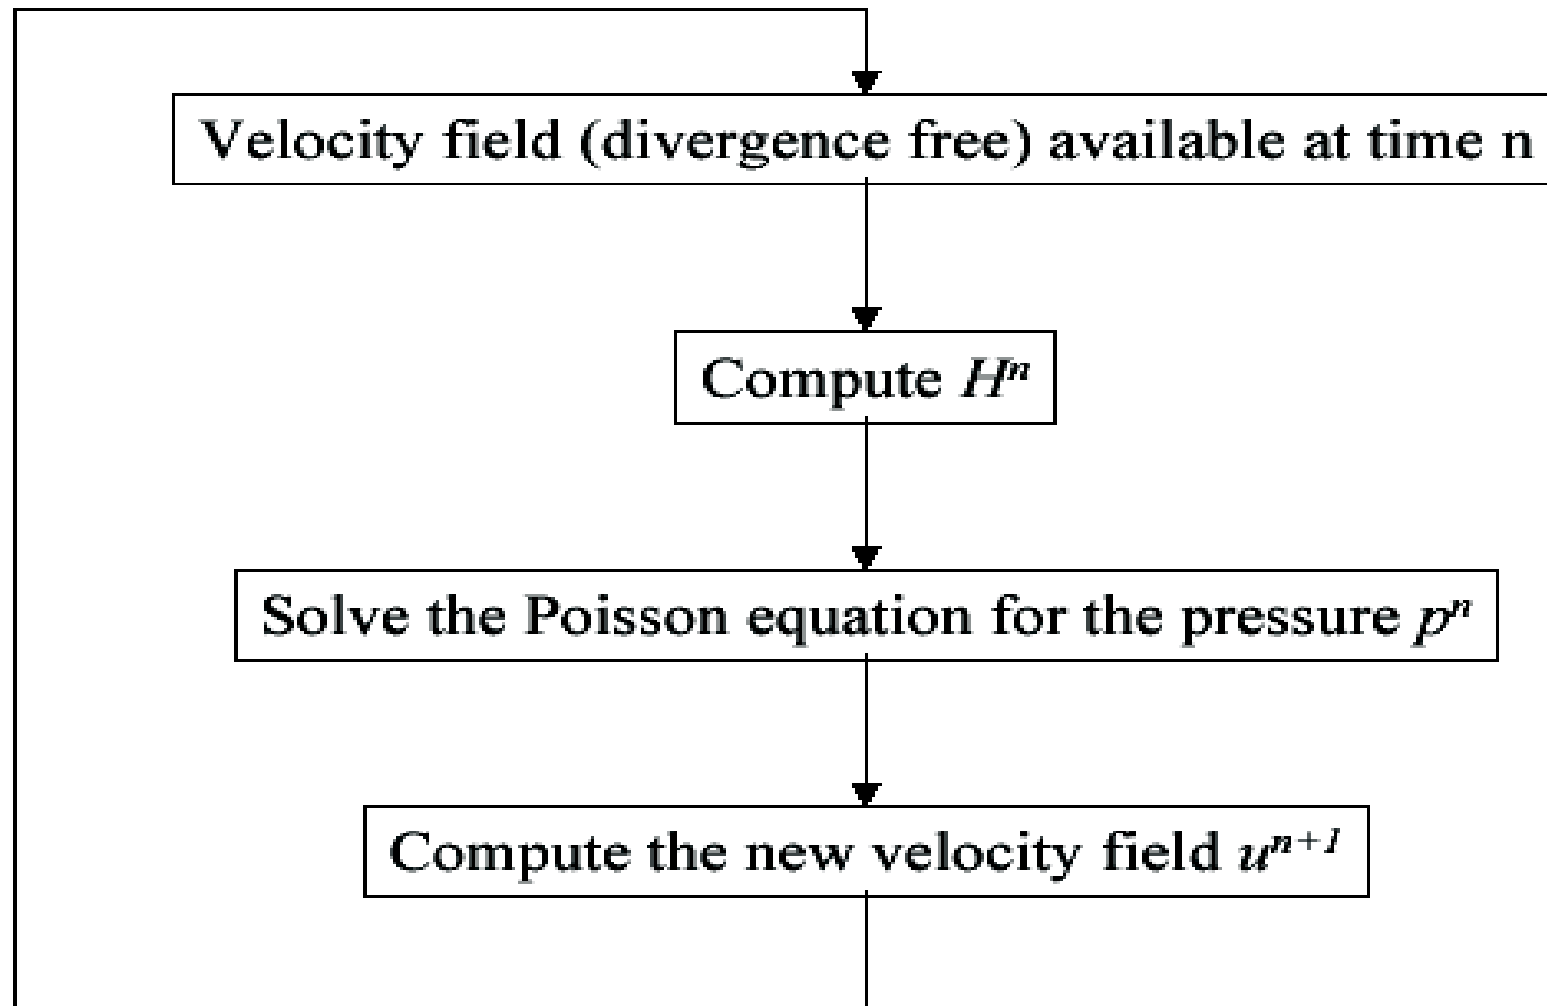 Velocity field (divergence free) available at time n
Compute Hⁿ
Solve the Poisson equation for the pressure pⁿ
Compute the new velocity field uⁿ⁺¹